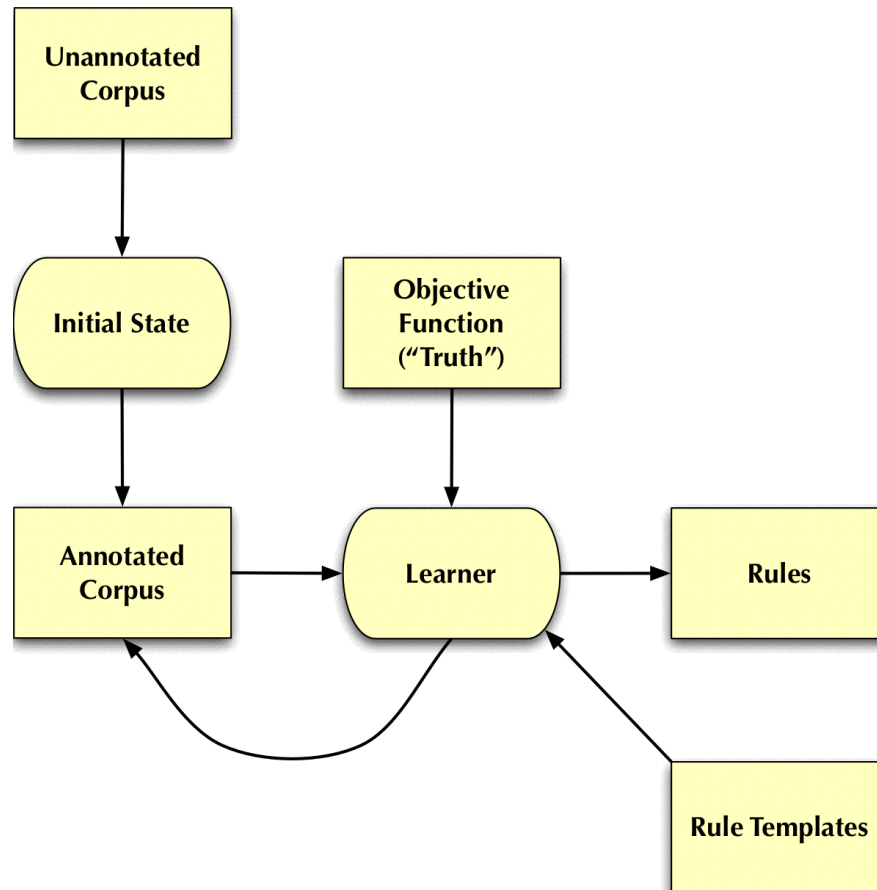 Unannotated
Corpus
Initial State
Objective
Function
(“Truth”)
Annotated
Corpus
Learner
Rules
Rule Templates